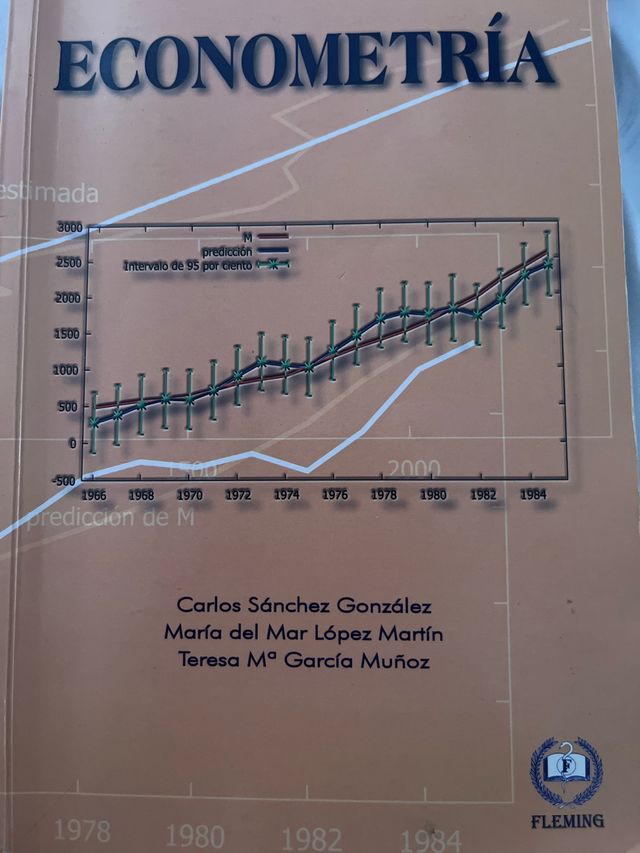 ECONOMETRÍA
estimada
3000
2500
2000
1500
1000
500
0
-500
M
predicción
Intervalo de 95 por ciento
1966 1968 1970 1972 1974 1976 1978 1980 1982 1984
1500 2000
predicción de M
Carlos Sánchez González
María del Mar López Martín
Teresa Mª García Muñoz
F
FLEMING
1978 1980 1982 1984